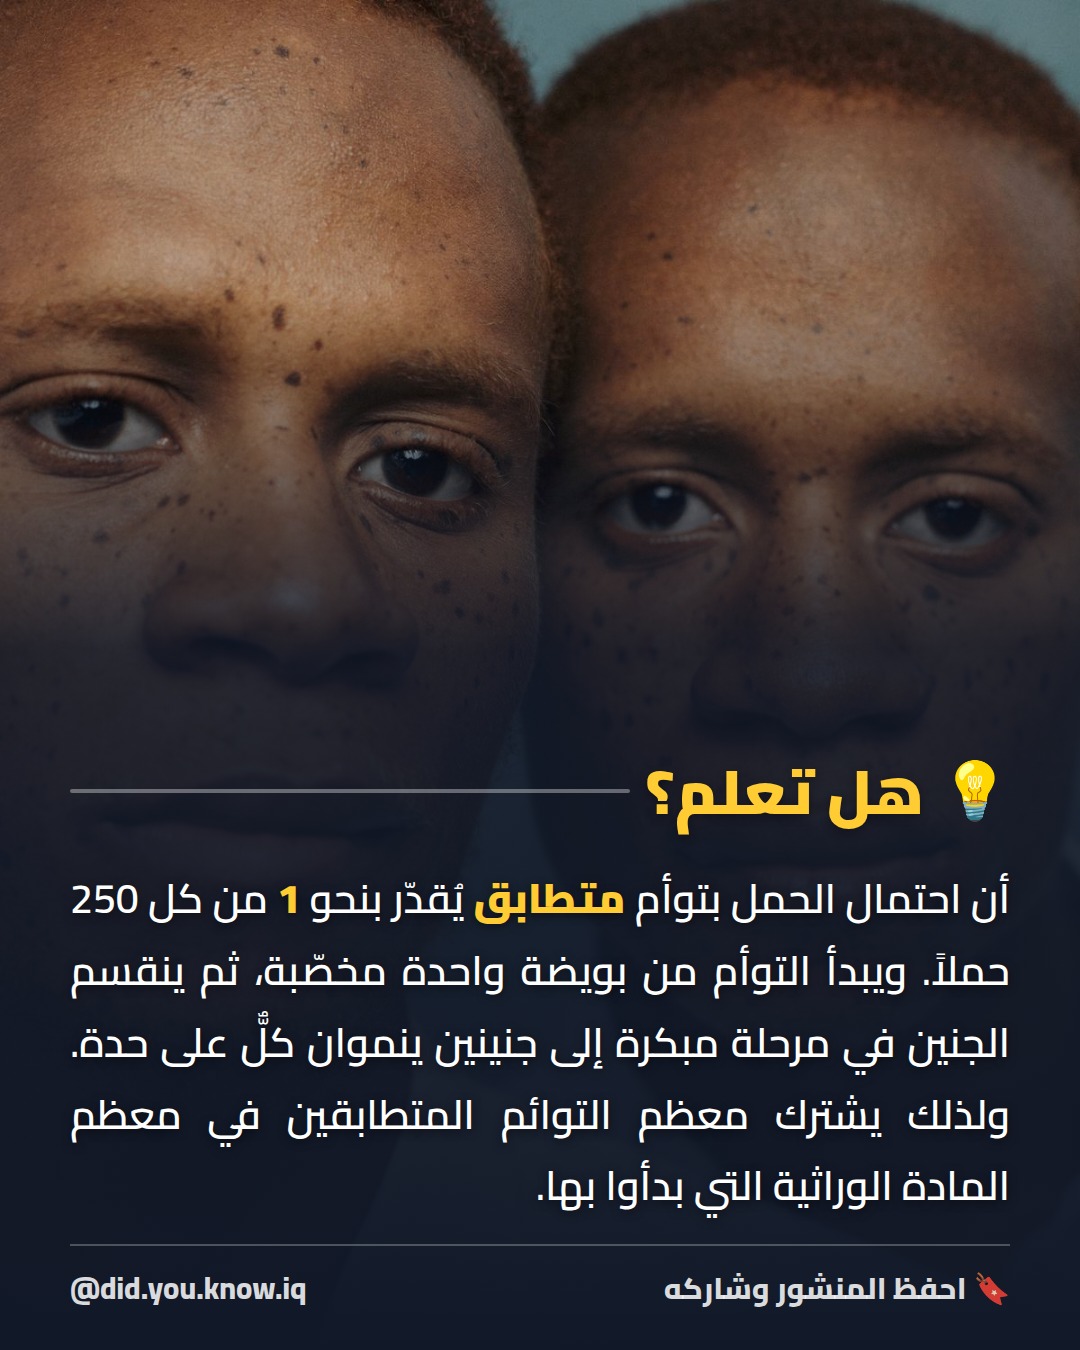 💡 هل تعلم؟
أن احتمال الحمل بتوأم متطابق يُقدّر بنحو 1 من كل 250
حملاً. ويبدأ التوأم من بويضة واحدة مخصّبة، ثم ينقسم
الجنين في مرحلة مبكرة إلى جنينين ينموان كلٌّ على حدة.
ولذلك يشترك معظم التوائم المتطابقين في معظم
المادة الوراثية التي بدأوا بها.
🔖 احفظ المنشور وشاركه
@did.you.know.iq